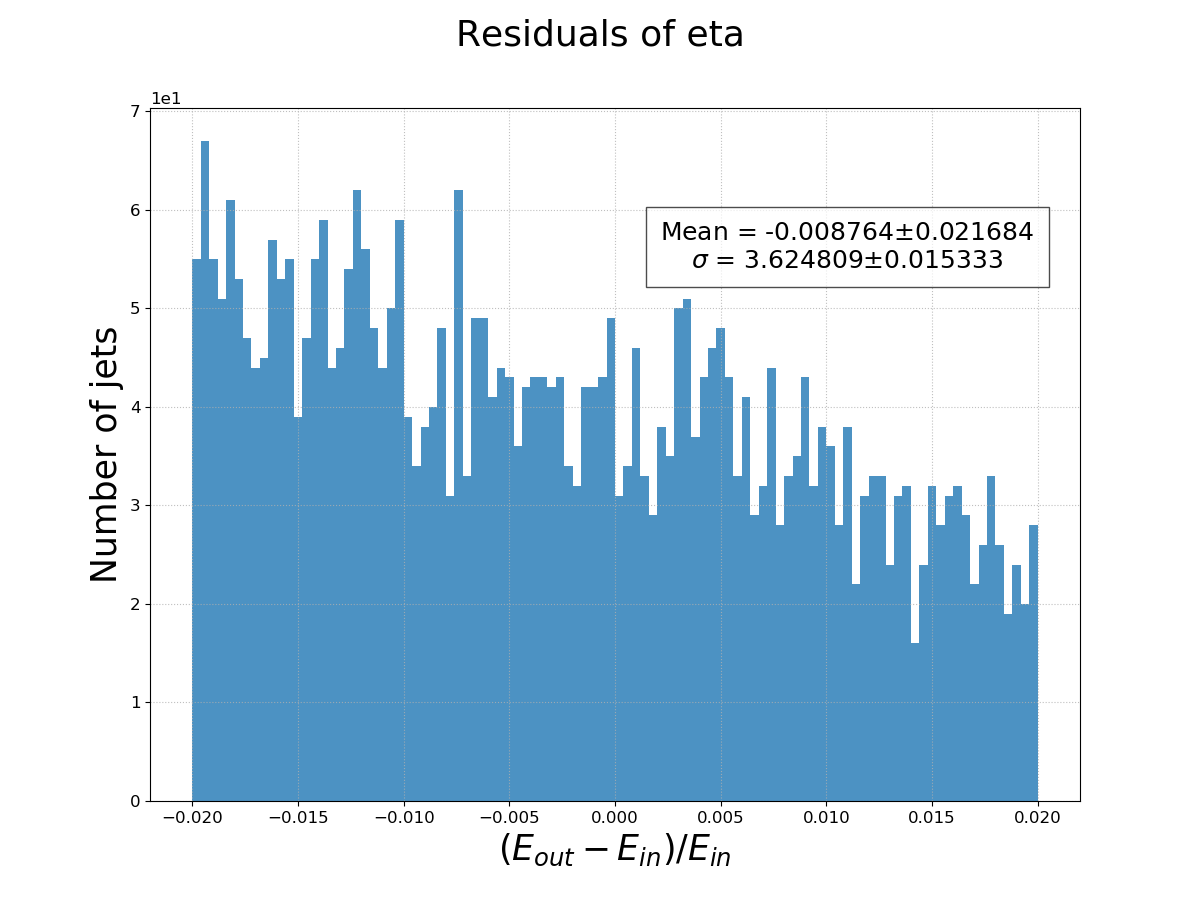 Residuals of eta
1e1
7
6
5
4
3
2
1
0
Number of jets
Mean = -0.008764±0.021684
σ = 3.624809±0.015333
−0.020 −0.015 −0.010 −0.005 0.000 0.005 0.010 0.015 0.020
(E_out − E_in)/E_in